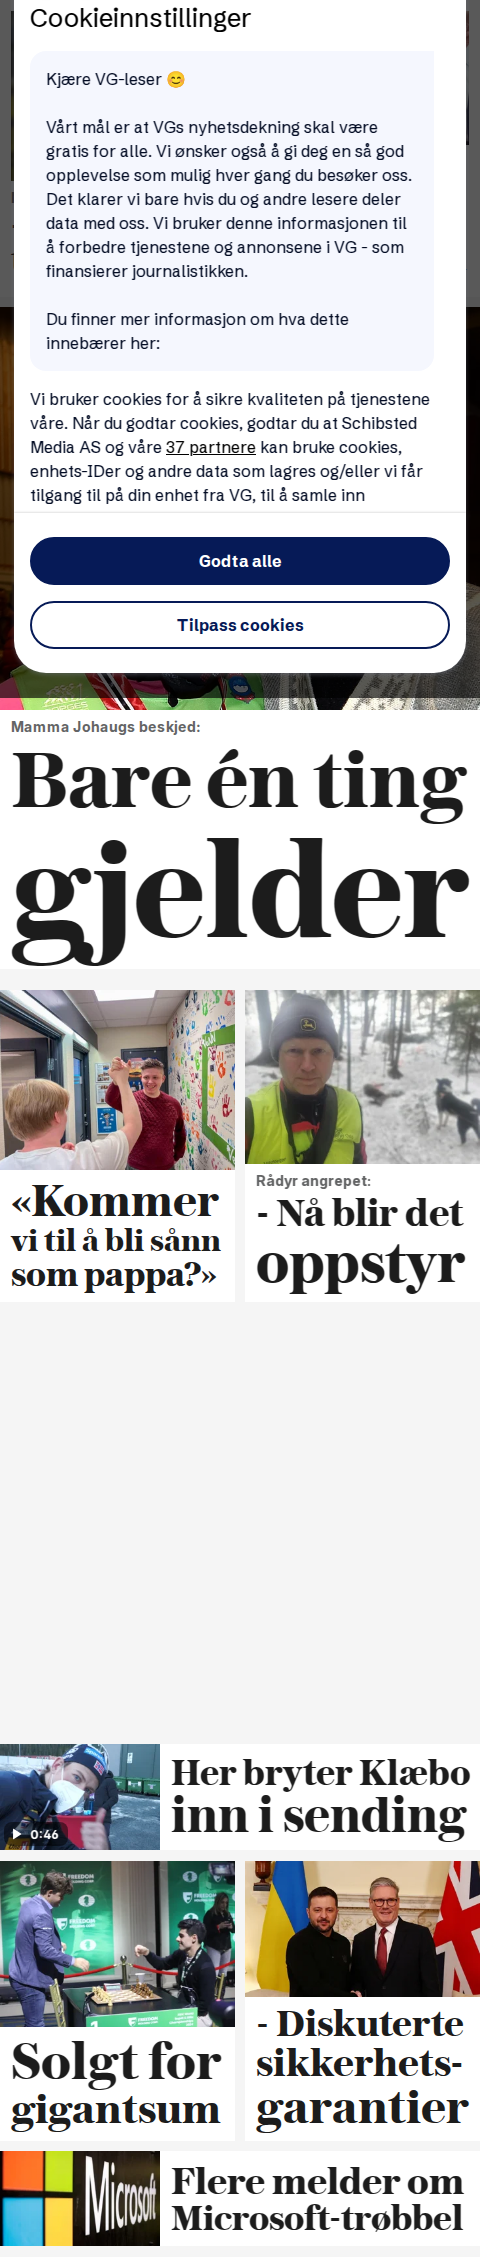 Cookieinnstillinger
Kjære VG-leser 😊
Vårt mål er at VGs nyhetsdekning skal være
gratis for alle. Vi ønsker også å gi deg en så god
opplevelse som mulig hver gang du besøker oss.
Det klarer vi bare hvis du og andre lesere deler
data med oss. Vi bruker denne informasjonen til
å forbedre tjenestene og annonsene i VG - som
finansierer journalistikken.
Du finner mer informasjon om hva dette
innebærer her:
Vi bruker cookies for å sikre kvaliteten på tjenestene
våre. Når du godtar cookies, godtar du at Schibsted
Media AS og våre 37 partnere kan bruke cookies,
enhets-IDer og andre data som lagres og/eller vi får
tilgang til på din enhet fra VG, til å samle inn
Godta alle
Tilpass cookies
Mamma Johaugs beskjed:
Bare én ting
gjelder
«Kommer
vi til å bli sånn
som pappa?»
Rådyr angrepet:
- Nå blir det
oppstyr
0:46
Her bryter Klæbo
inn i sending
FREEDOM
FREEDOM
Solgt for
gigantsum
- Diskuterte
sikkerhets-
garantier
Microsoft
Flere melder om
Microsoft-trøbbel